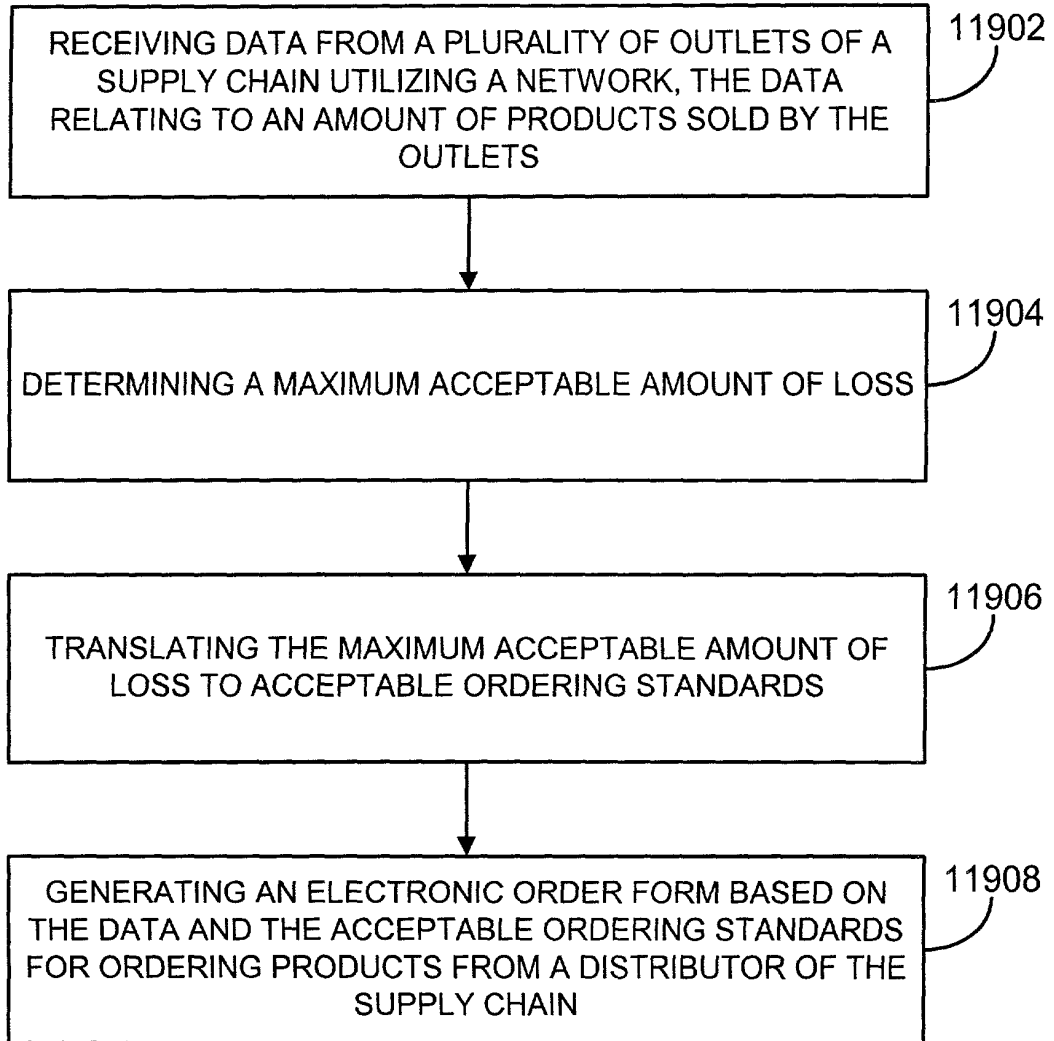 RECEIVING DATA FROM A PLURALITY OF OUTLETS OF A
SUPPLY CHAIN UTILIZING A NETWORK, THE DATA
RELATING TO AN AMOUNT OF PRODUCTS SOLD BY THE
OUTLETS
11902
DETERMINING A MAXIMUM ACCEPTABLE AMOUNT OF LOSS
11904
TRANSLATING THE MAXIMUM ACCEPTABLE AMOUNT OF
LOSS TO ACCEPTABLE ORDERING STANDARDS
11906
GENERATING AN ELECTRONIC ORDER FORM BASED ON
THE DATA AND THE ACCEPTABLE ORDERING STANDARDS
FOR ORDERING PRODUCTS FROM A DISTRIBUTOR OF THE
SUPPLY CHAIN
11908